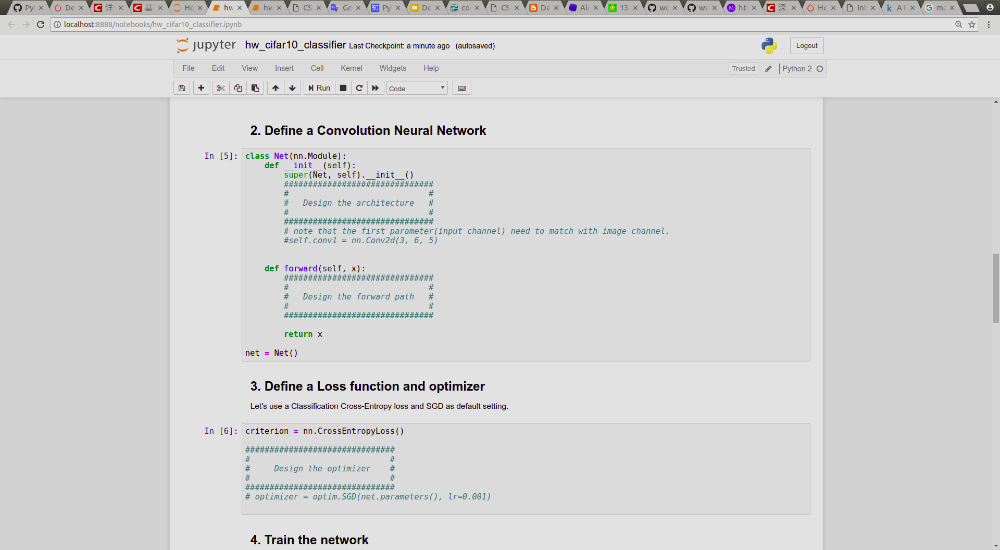 Pyl
De
详
基
Ho
hw
hw
CS
Go
知 Py
De
co
CS
Da
Ale
13
we
we
M ht
深
Ho
Int
k A F
G ma
localhost:8888/notebooks/hw_cifar10_classifier.ipynb
jupyter hw_cifar10_classifier Last Checkpoint: a minute ago (autosaved)
Logout
File Edit View Insert Cell Kernel Widgets Help
Trusted
Python 2
Run
Code
2. Define a Convolution Neural Network
In [5]:
class Net(nn.Module):
    def __init__(self):
        super(Net, self).__init__()
        ###############################
        #                             #
        #   Design the architecture   #
        #                             #
        ###############################
        # note that the first parameter(input channel) need to match with image channel.
        #self.conv1 = nn.Conv2d(3, 6, 5)
    def forward(self, x):
        ###############################
        #                             #
        #   Design the forward path   #
        #                             #
        ###############################
        return x
net = Net()
3. Define a Loss function and optimizer
Let's use a Classification Cross-Entropy loss and SGD as default setting.
In [6]:
criterion = nn.CrossEntropyLoss()
###############################
#                             #
#     Design the optimizer    #
#                             #
###############################
# optimizer = optim.SGD(net.parameters(), lr=0.001)
4. Train the network